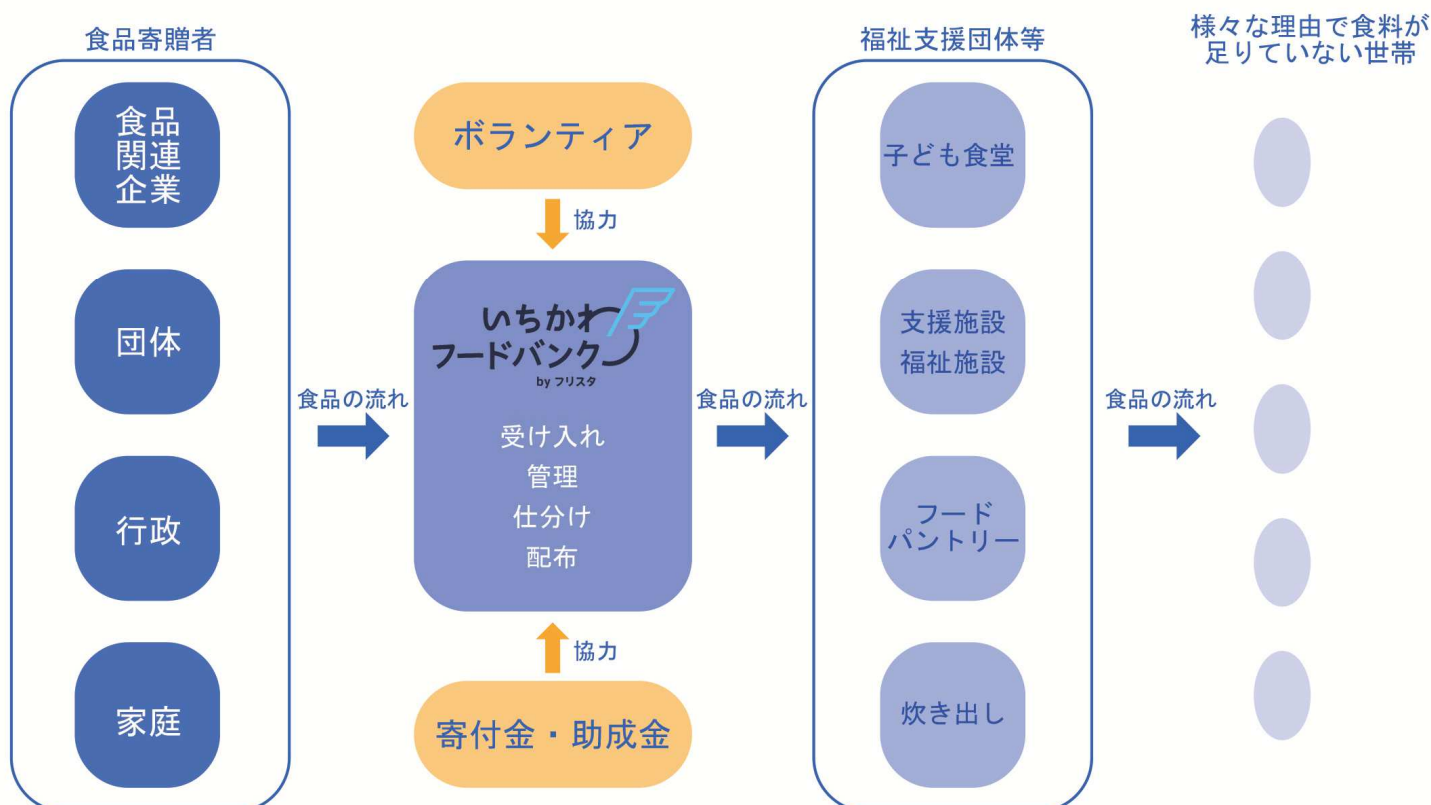 食品寄贈者
食品
関連
企業
団体
行政
家庭
食品の流れ
ボランティア
協力
いちかわ
フードバンク
by フリスタ
受け入れ
管理
仕分け
配布
協力
寄付金・助成金
食品の流れ
福祉支援団体等
子ども食堂
支援施設
福祉施設
フード
パントリー
炊き出し
食品の流れ
様々な理由で食料が
足りていない世帯